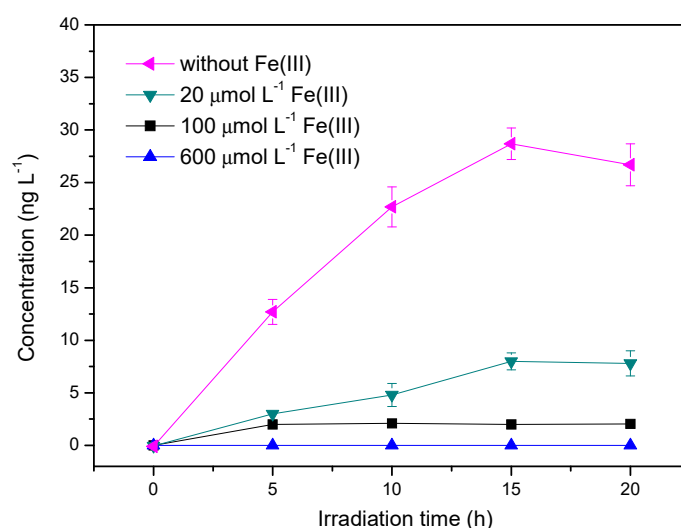 40
35
30
25
20
15
10
5
0
Concentration (ng L⁻¹)
without Fe(III)
20 μmol L⁻¹ Fe(III)
100 μmol L⁻¹ Fe(III)
600 μmol L⁻¹ Fe(III)
0 5 10 15 20
Irradiation time (h)